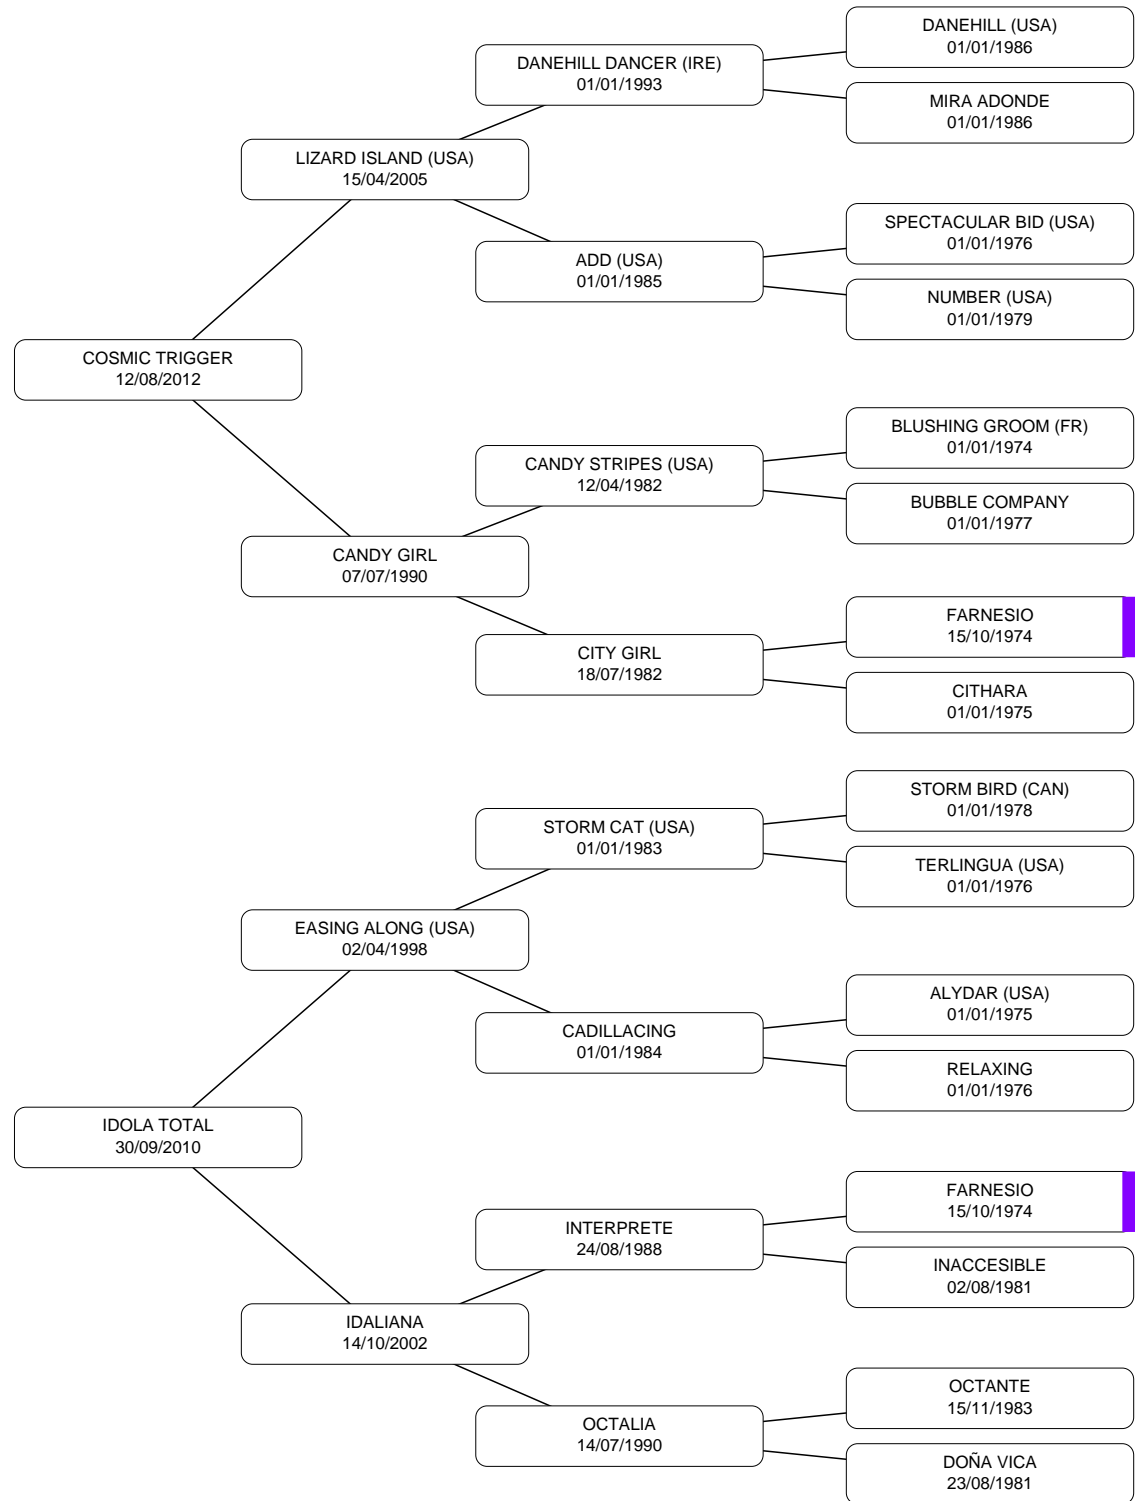 DANEHILL (USA)
01/01/1986
DANEHILL DANCER (IRE)
01/01/1993
MIRA ADONDE
01/01/1986
LIZARD ISLAND (USA)
15/04/2005
SPECTACULAR BID (USA)
01/01/1976
ADD (USA)
01/01/1985
NUMBER (USA)
01/01/1979
COSMIC TRIGGER
12/08/2012
BLUSHING GROOM (FR)
01/01/1974
CANDY STRIPES (USA)
12/04/1982
BUBBLE COMPANY
01/01/1977
CANDY GIRL
07/07/1990
FARNESIO
15/10/1974
CITY GIRL
18/07/1982
CITHARA
01/01/1975
STORM BIRD (CAN)
01/01/1978
STORM CAT (USA)
01/01/1983
TERLINGUA (USA)
01/01/1976
EASING ALONG (USA)
02/04/1998
ALYDAR (USA)
01/01/1975
CADILLACING
01/01/1984
RELAXING
01/01/1976
IDOLA TOTAL
30/09/2010
FARNESIO
15/10/1974
INTERPRETE
24/08/1988
INACCESIBLE
02/08/1981
IDALIANA
14/10/2002
OCTANTE
15/11/1983
OCTALIA
14/07/1990
DOÑA VICA
23/08/1981